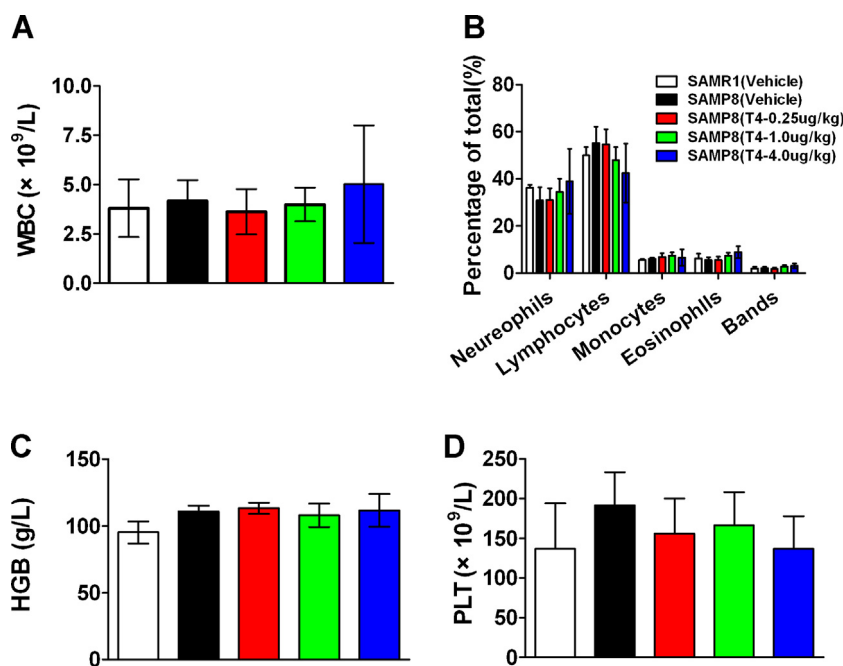 A
WBC (× 10⁹/L)
10.0
7.5
5.0
2.5
0.0
B
Percentage of total(%)
80
60
40
20
0
SAMR1(Vehicle)
SAMP8(Vehicle)
SAMP8(T4-0.25ug/kg)
SAMP8(T4-1.0ug/kg)
SAMP8(T4-4.0ug/kg)
Neureophils
Lymphocytes
Monocytes
Eosinophlls
Bands
C
HGB (g/L)
150
100
50
0
D
PLT (× 10⁹/L)
250
200
150
100
50
0